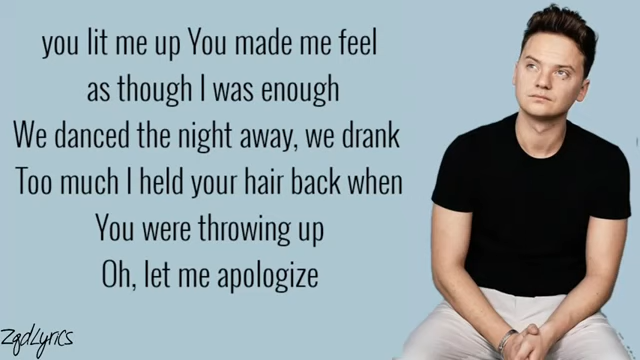 you lit me up You made me feel
as though I was enough
We danced the night away, we drank
Too much I held your hair back when
You were throwing up
Oh, let me apologize
ZqdLyrics